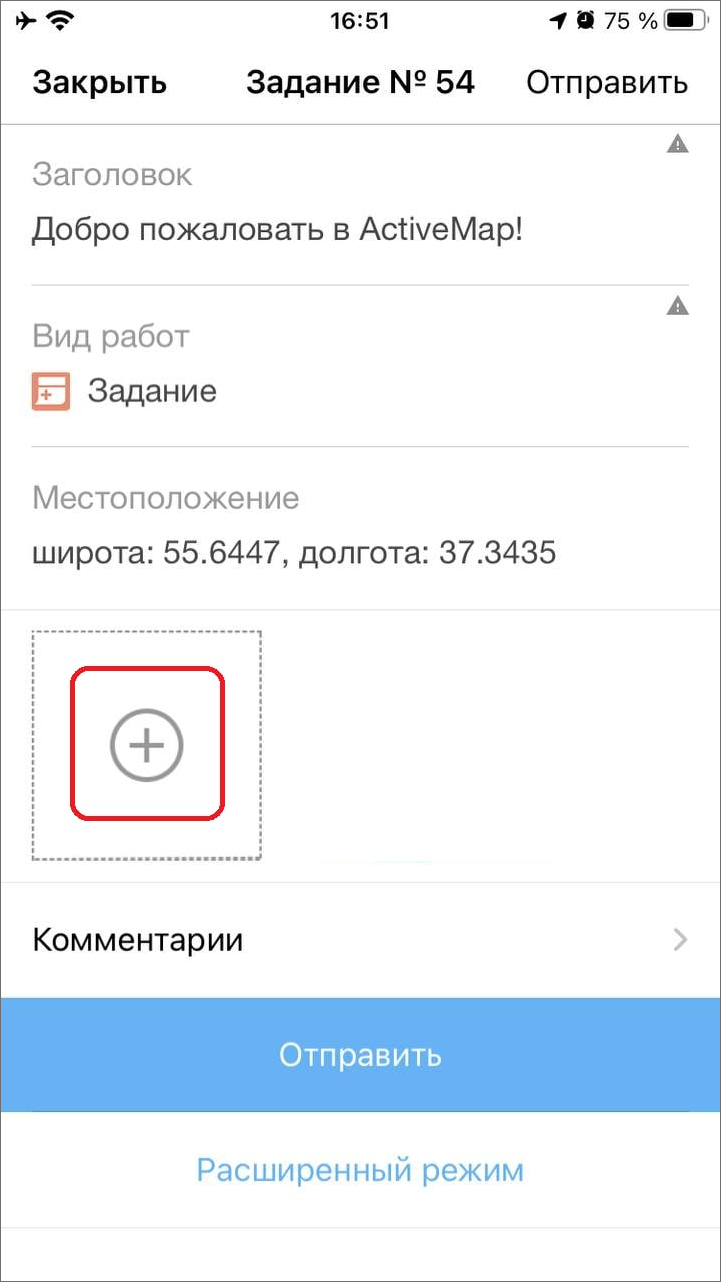 16:51
75 %
Закрыть
Задание № 54
Отправить
Заголовок
Добро пожаловать в ActiveMap!
Вид работ
Задание
Местоположение
широта: 55.6447, долгота: 37.3435
Комментарии
Отправить
Расширенный режим